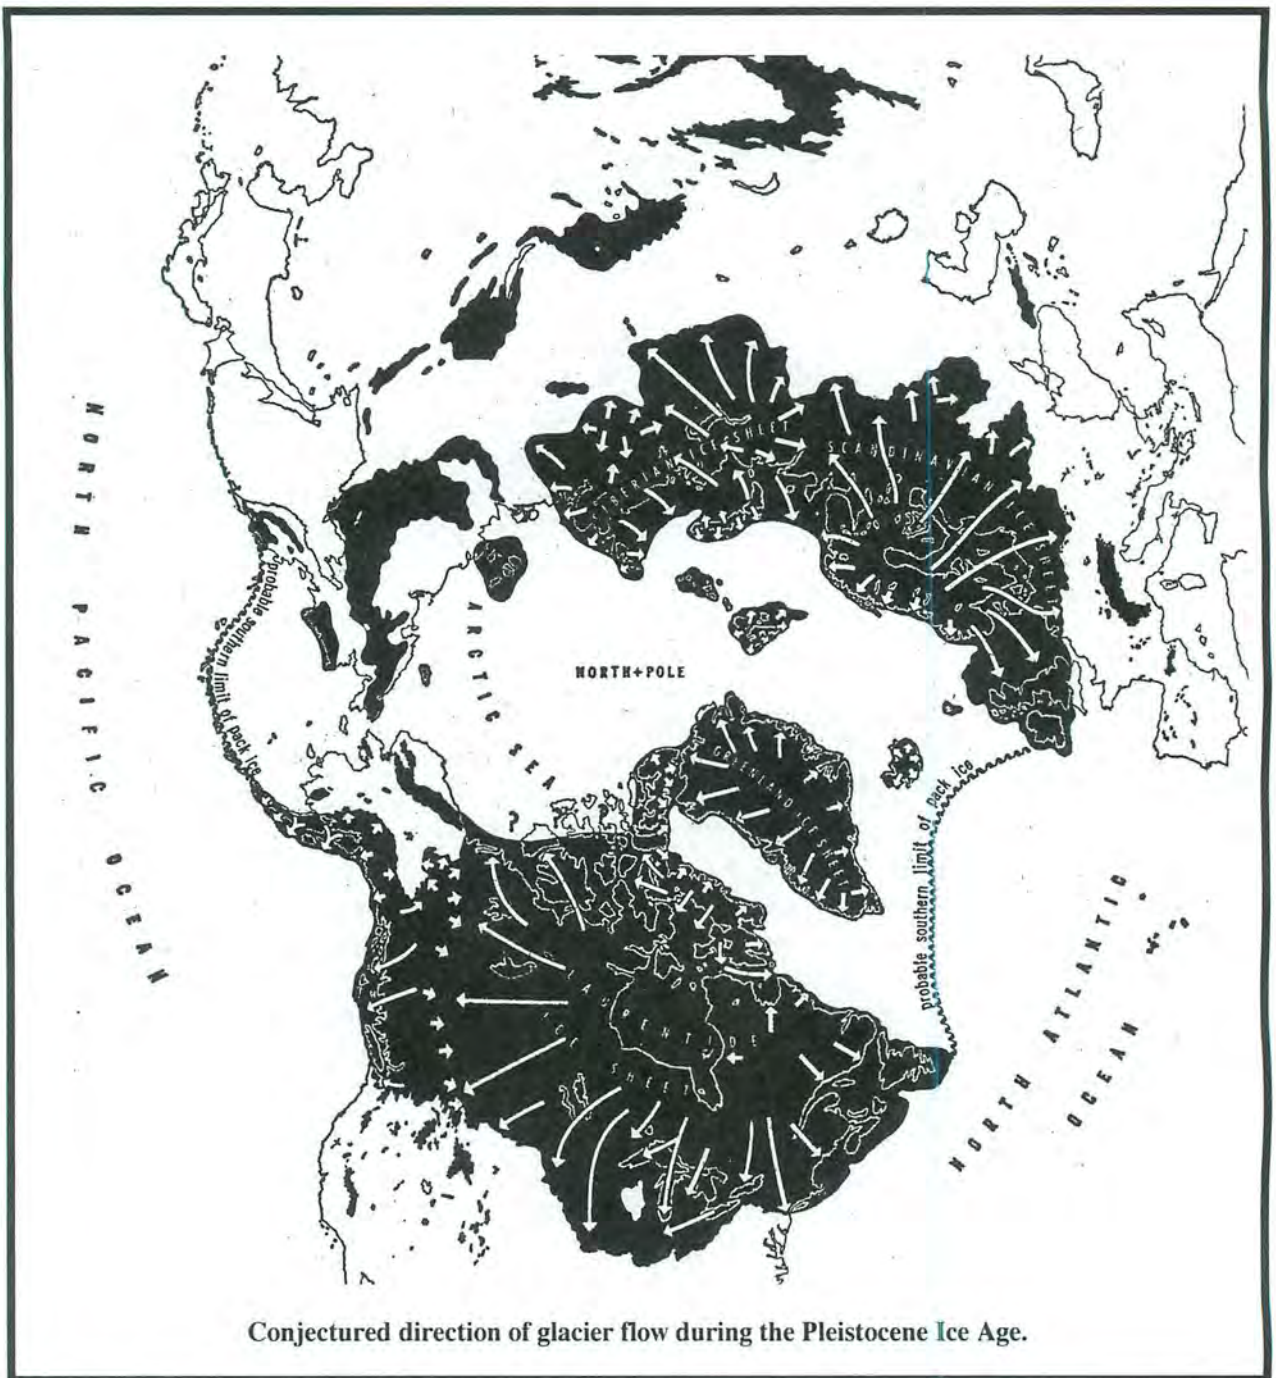 SIBERIAN ICE SHEET
SCANDINAVIAN ICE SHEET
NORTH PACIFIC OCEAN
probable southern limit of pack ice
ARCTIC SEA
NORTH+POLE
GREENLAND ICE SHEET
?
probable southern limit of pack ice
LAURENTIDE
ICE
SHEET
NORTH ATLANTIC
OCEAN
Conjectured direction of glacier flow during the Pleistocene Ice Age.